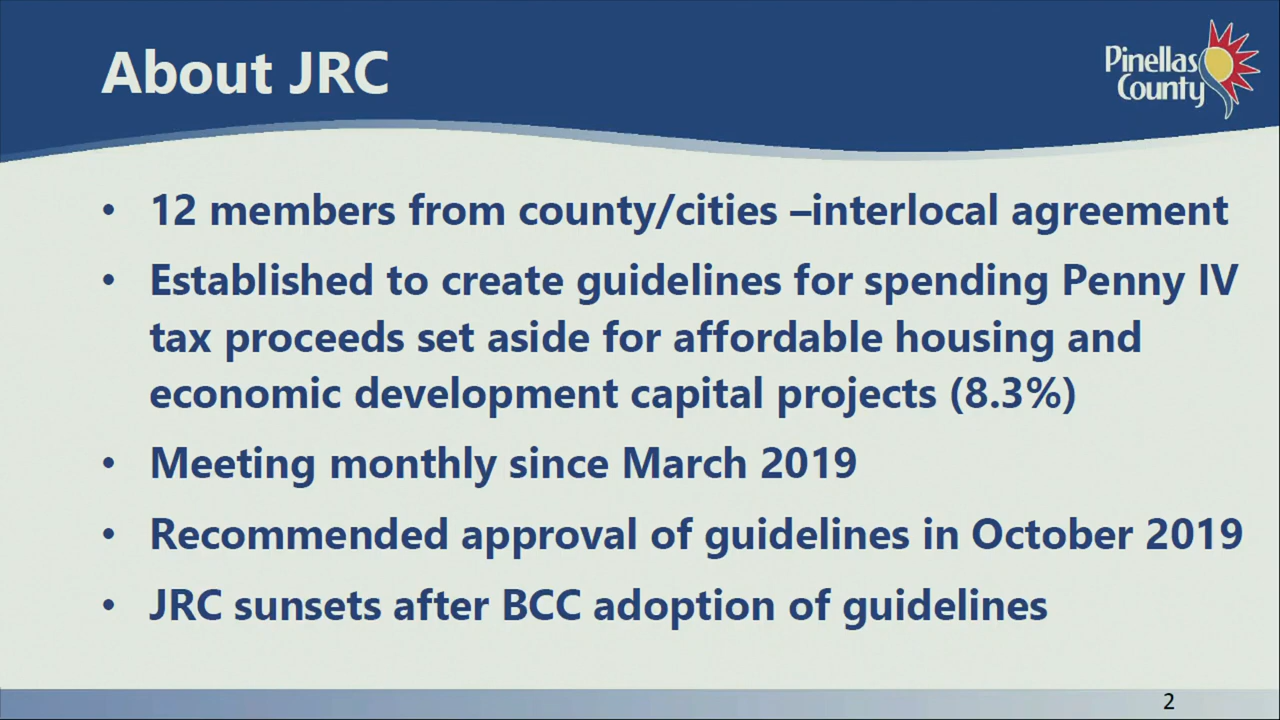 About JRC
Pinellas
County
• 12 members from county/cities –interlocal agreement
• Established to create guidelines for spending Penny IV
tax proceeds set aside for affordable housing and
economic development capital projects (8.3%)
• Meeting monthly since March 2019
• Recommended approval of guidelines in October 2019
• JRC sunsets after BCC adoption of guidelines
2